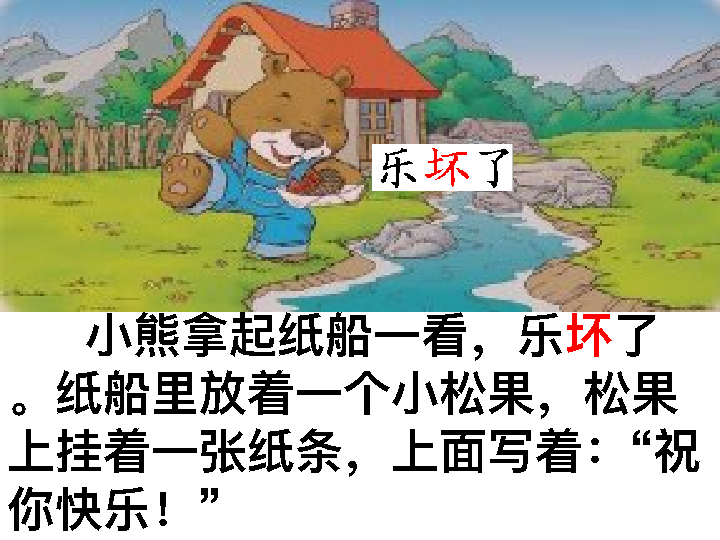 乐坏了
小熊拿起纸船一看，乐坏了
。纸船里放着一个小松果，松果
上挂着一张纸条，上面写着：“祝
你快乐！”